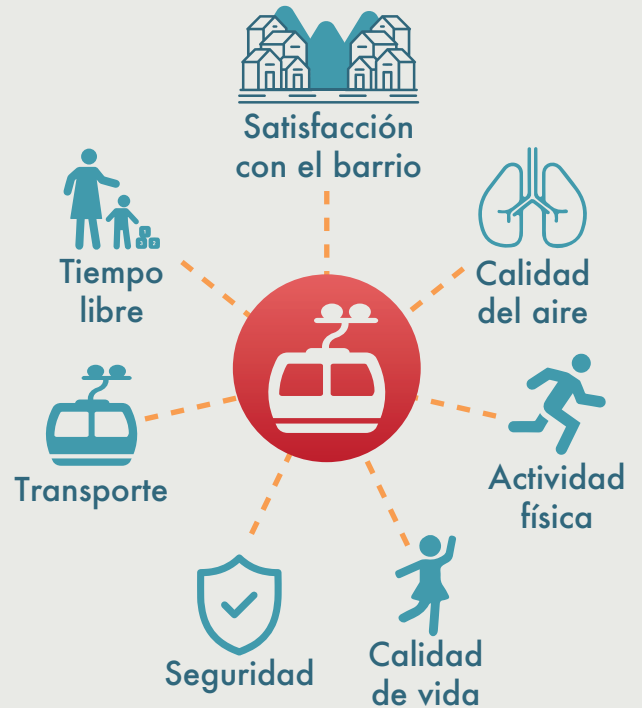 Satisfacción
con el barrio
Tiempo
libre
Calidad
del aire
Transporte
Actividad
física
Seguridad
Calidad
de vida